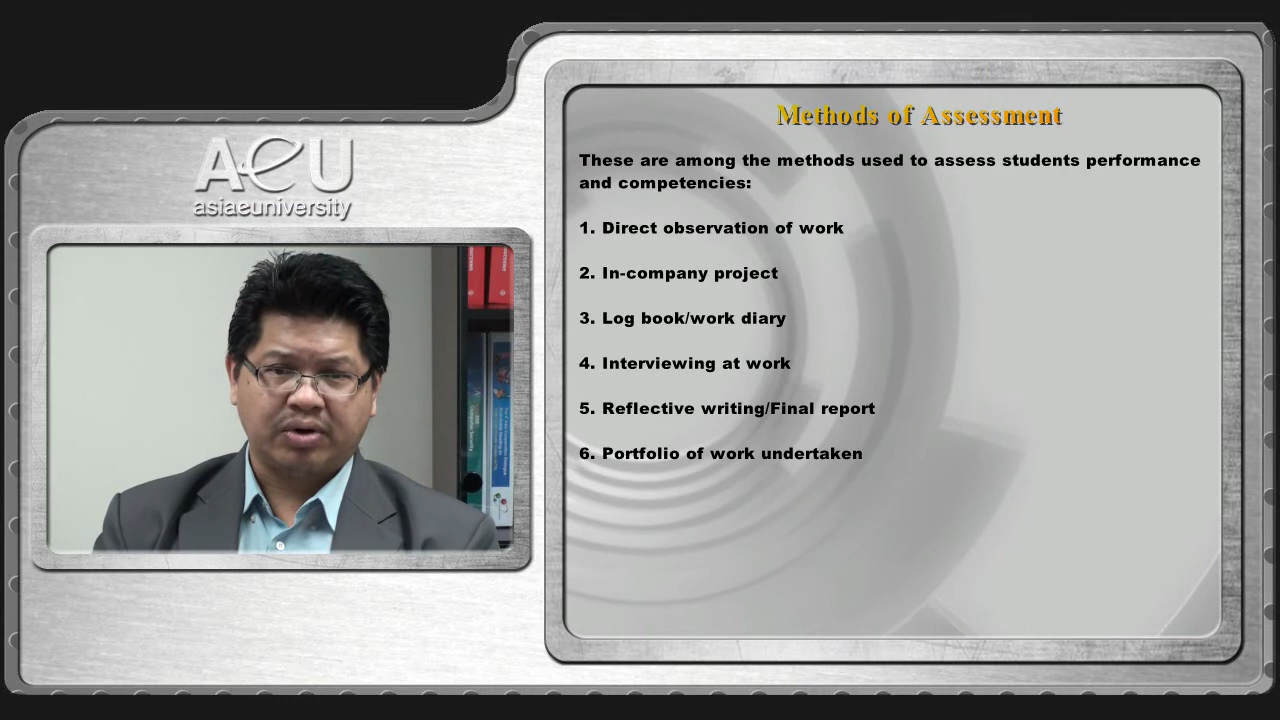 AeU
asiaeuniversity
Methods of Assessment
These are among the methods used to assess students performance
and competencies:
1. Direct observation of work
2. In-company project
3. Log book/work diary
4. Interviewing at work
5. Reflective writing/Final report
6. Portfolio of work undertaken
Computer Security